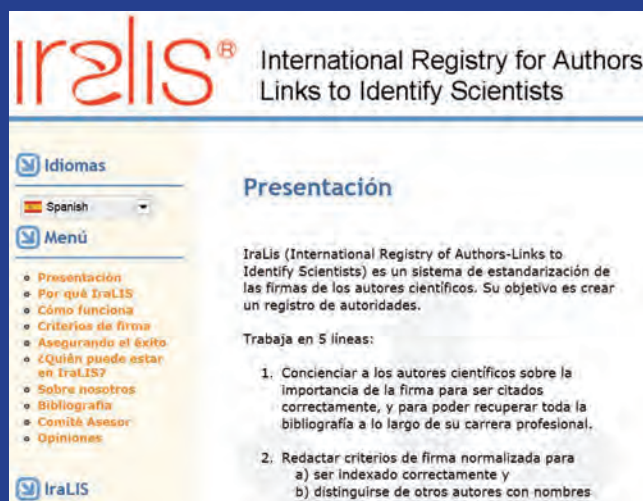 IralIS®
International Registry for Authors
Links to Identify Scientists
Idiomas
Spanish
Menú
Presentación
Por qué IraLIS
Cómo funciona
Criterios de firma
Asegurando el éxito
¿Quién puede estar
en IraLIS?
Sobre nosotros
Bibliografía
Comité Asesor
Opiniones
IraLIS
Presentación
IraLis (International Registry of Authors-Links to
Identify Scientists) es un sistema de estandarización de
las firmas de los autores científicos. Su objetivo es crear
un registro de autoridades.
Trabaja en 5 líneas:
1. Concienciar a los autores científicos sobre la
importancia de la firma para ser citados
correctamente, y para poder recuperar toda la
bibliografía a lo largo de su carrera profesional.
2. Redactar criterios de firma normalizada para
a) ser indexado correctamente y
b) distinguirse de otros autores con nombres